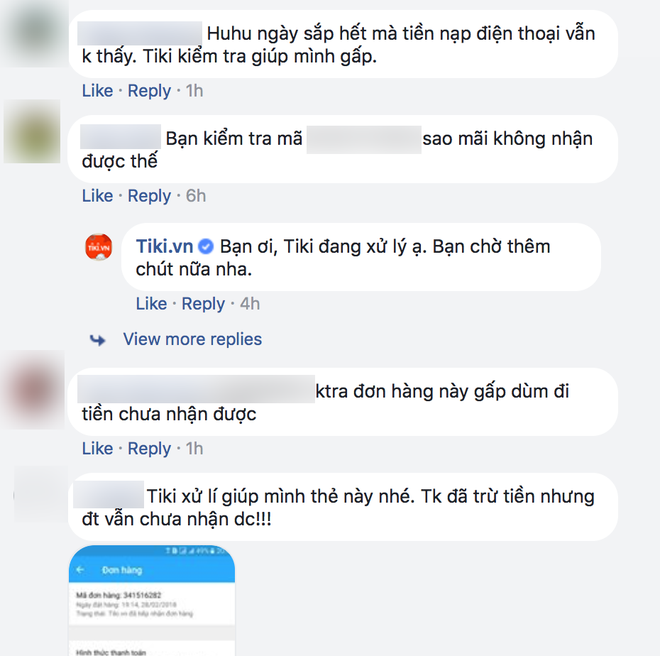 Huhu ngày sắp hết mà tiền nạp điện thoại vẫn
k thấy. Tiki kiểm tra giúp mình gấp.
Like · Reply · 1h
Bạn kiểm tra mã sao mãi không nhận
được thế
Like · Reply · 6h
TIKI.VN
Tiki.vn Bạn ơi, Tiki đang xử lý ạ. Bạn chờ thêm
chút nữa nha.
Like · Reply · 4h
View more replies
ktra đơn hàng này gấp dùm đi
tiền chưa nhận được
Like · Reply · 1h
Tiki xử lí giúp mình thẻ này nhé. Tk đã trừ tiền nhưng
đt vẫn chưa nhận dc!!!
Đơn hàng
Mã đơn hàng: 341516282
Ngày đặt hàng: 19:14, 28/02/2018
Trạng thái: Tiki.vn đã tiếp nhận đơn hàng
Hình thức thanh toán